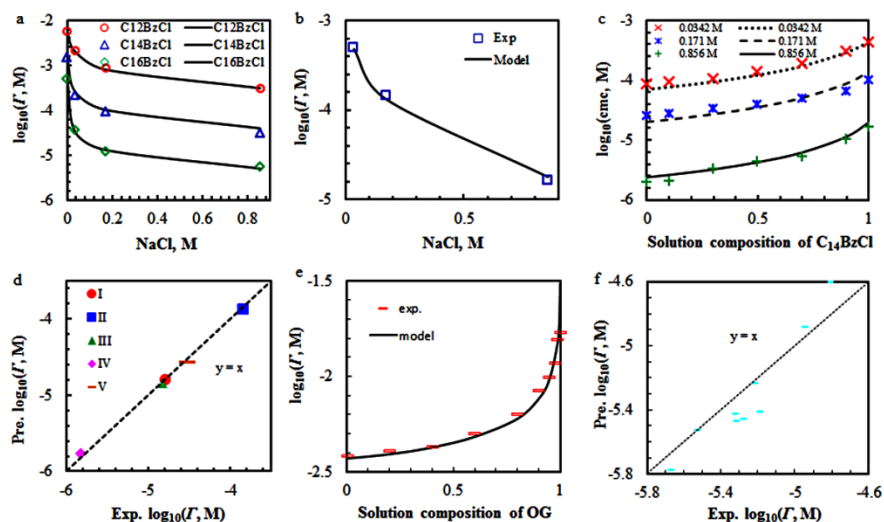 a
C12BzCl C12BzCl
C14BzCl C14BzCl
C16BzCl C16BzCl
log10(Γ, M)
-2
-3
-4
-5
-6
0 0.2 0.4 0.6 0.8
NaCl, M
b
Exp
Model
log10(Γ, M)
-3
-4
-5
0 0.5 1
NaCl, M
c
0.0342 M 0.0342 M
0.171 M 0.171 M
0.856 M 0.856 M
log10(cmc, M)
-3
-4
-5
-6
0 0.5 1
Solution composition of C14BzCl
d
I
II
III
IV
V
y = x
Pre. log10(Γ, M)
-4
-5
-6
-6 -5 -4
Exp. log10(Γ, M)
e
exp.
model
log10(Γ, M)
-1.5
-2
-2.5
0 0.2 0.4 0.6 0.8 1
Solution composition of OG
f
y = x
Pre. log10(Γ, M)
-4.6
-5
-5.4
-5.8
-5.8 -5.4 -5 -4.6
Exp. log10(Γ, M)